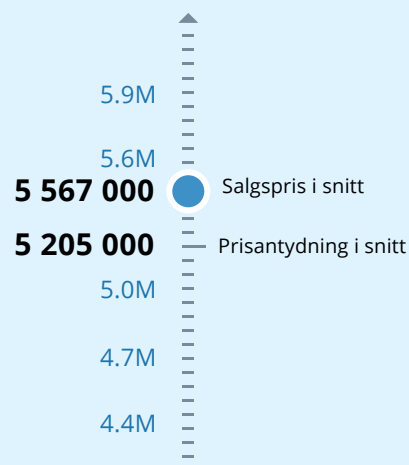 5.9M
5.6M
5 567 000 Salgspris i snitt
5 205 000 Prisantydning i snitt
5.0M
4.7M
4.4M